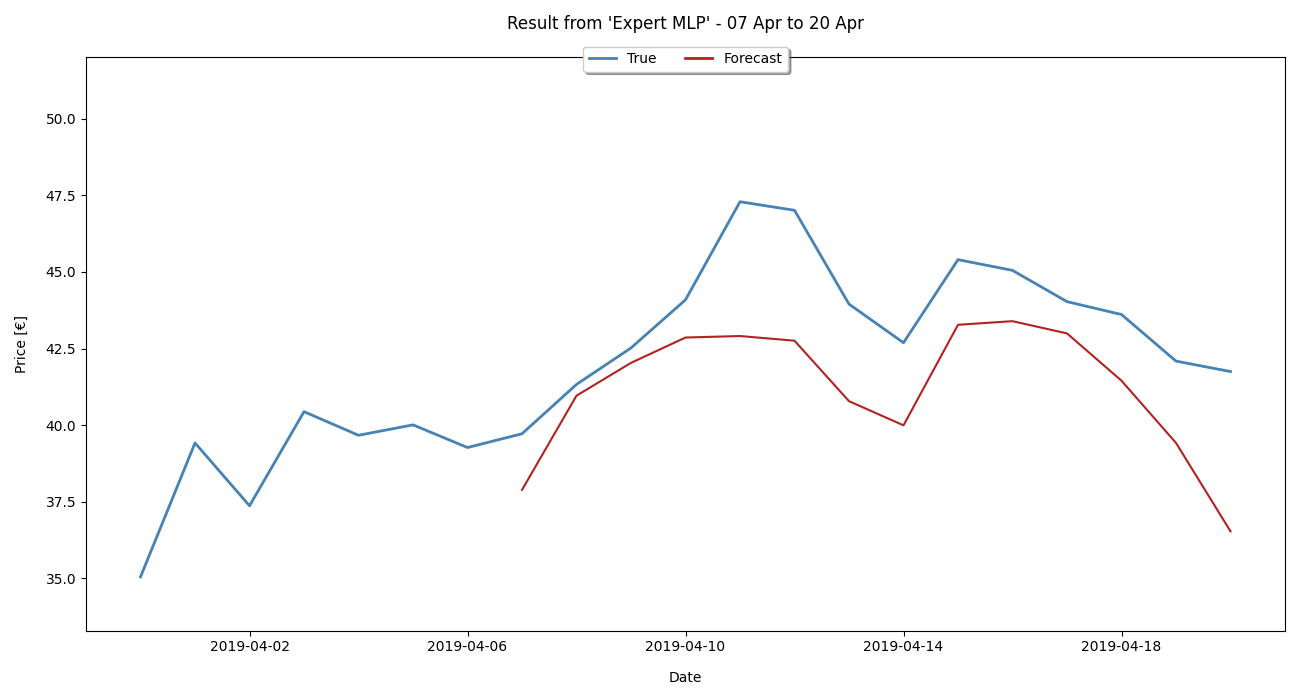 Result from 'Expert MLP' - 07 Apr to 20 Apr
True Forecast
50.0
47.5
45.0
42.5
40.0
37.5
35.0
Price [€]
2019-04-02 2019-04-06 2019-04-10 2019-04-14 2019-04-18
Date